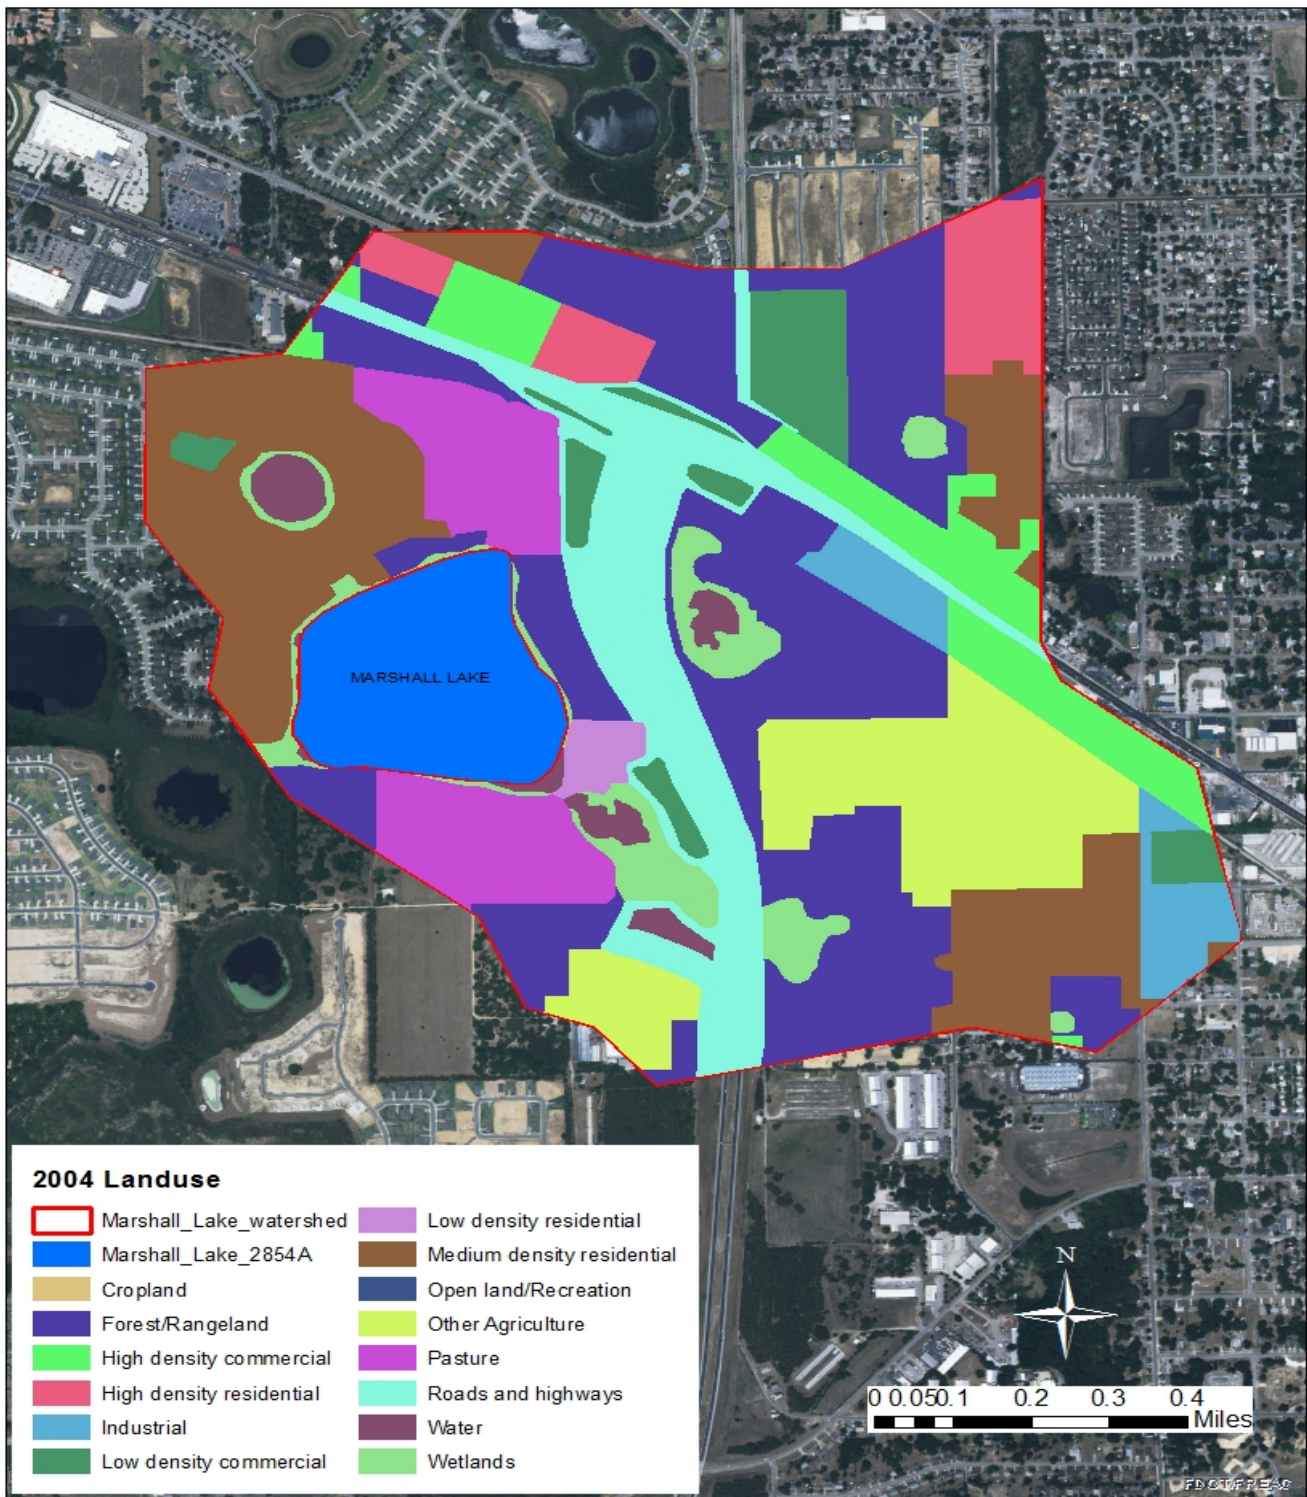 MARSHALL LAKE
2004 Landuse
Marshall_Lake_watershed
Marshall_Lake_2854A
Cropland
Forest/Rangeland
High density commercial
High density residential
Industrial
Low density commercial
Low density residential
Medium density residential
Open land/Recreation
Other Agriculture
Pasture
Roads and highways
Water
Wetlands
N
0 0.050.1 0.2 0.3 0.4
Miles